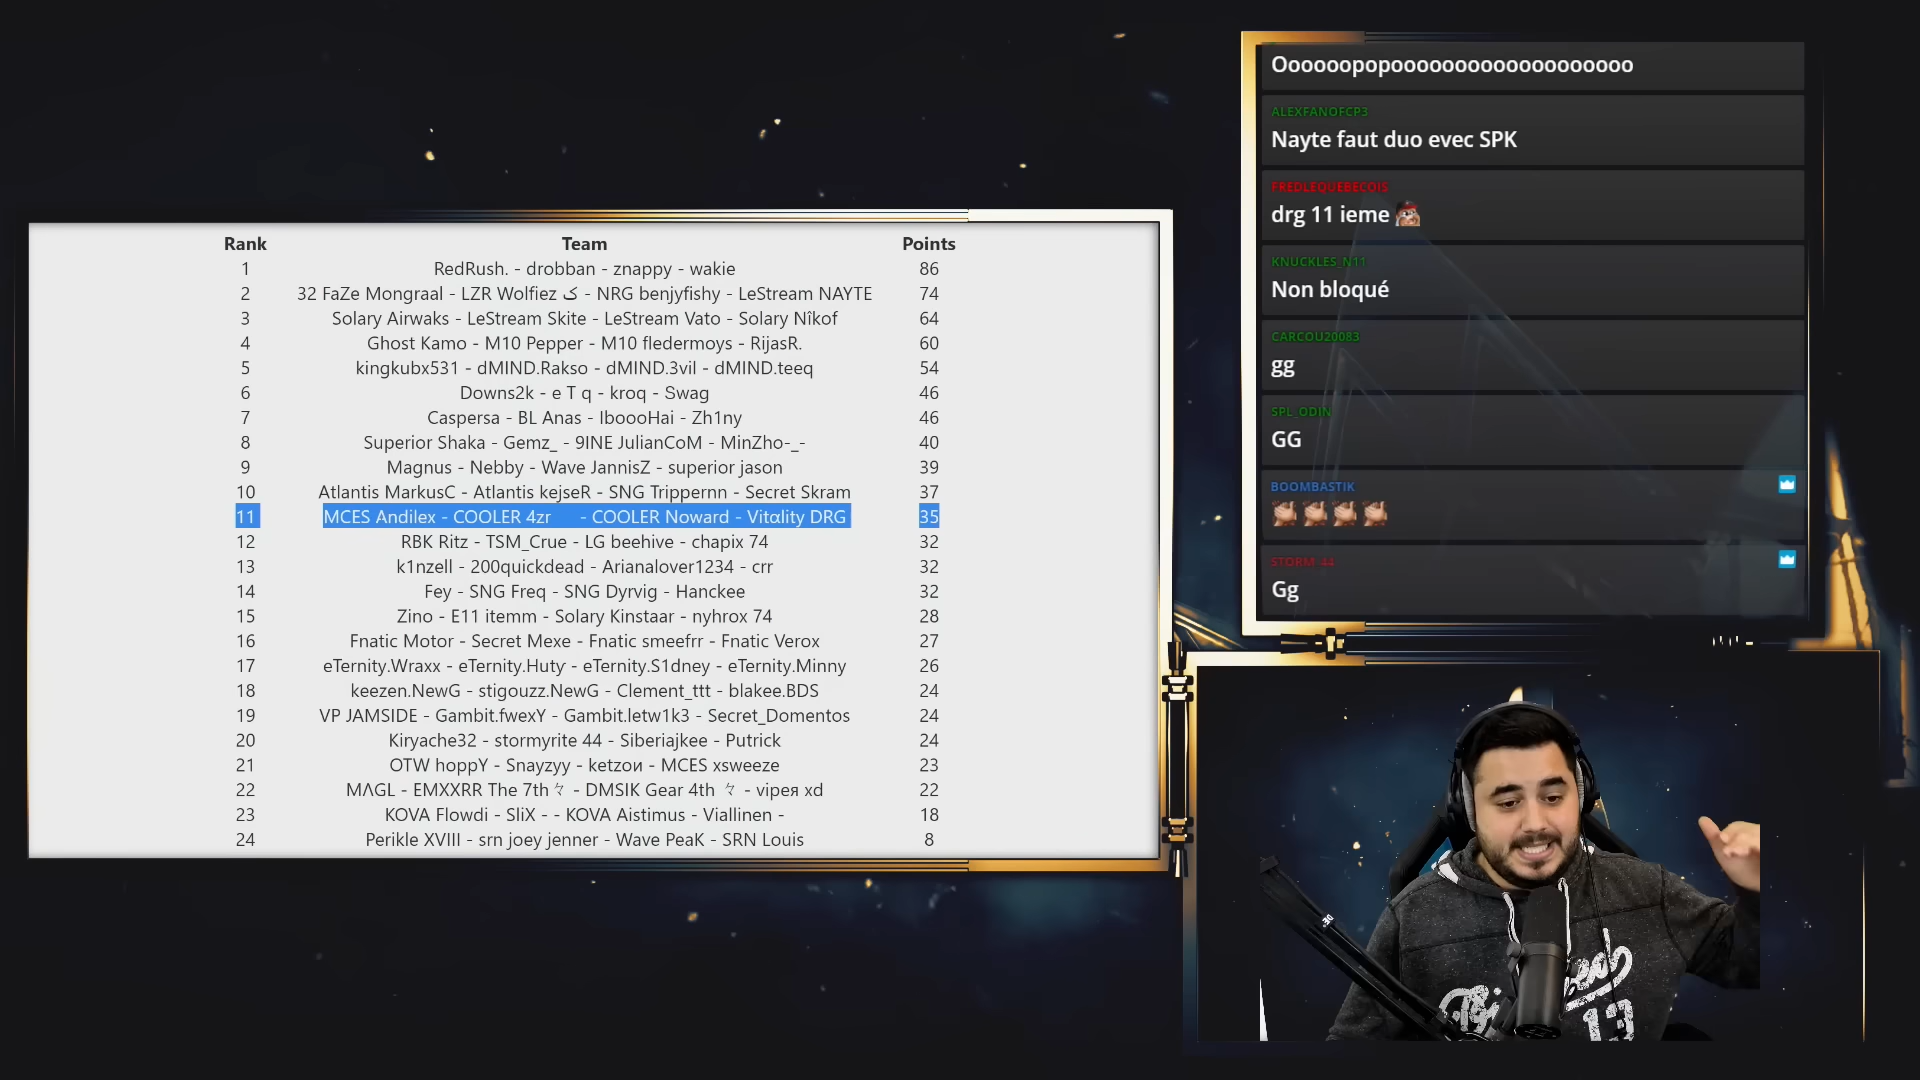 Rank Team Points
1 RedRush. - drobban - znappy - wakie 86
2 32 FaZe Mongraal - LZR Wolfiez ک - NRG benjyfishy - LeStream NAYTE 74
3 Solary Airwaks - LeStream Skite - LeStream Vato - Solary Nîkof 64
4 Ghost Kamo - M10 Pepper - M10 fledermoys - RijasR. 60
5 kingkubx531 - dMIND.Rakso - dMIND.3vil - dMIND.teeq 54
6 Downs2k - e T q - kroq - Swag 46
7 Caspersa - BL Anas - IboooHai - Zh1ny 46
8 Superior Shaka - Gemz_ - 9INE JulianCoM - MinZho-_- 40
9 Magnus - Nebby - Wave JannisZ - superior jason 39
10 Atlantis MarkusC - Atlantis kejseR - SNG Trippernn - Secret Skram 37
11 MCES Andilex - COOLER 4zr - COOLER Noward - Vitαlity DRG 35
12 RBK Ritz - TSM_Crue - LG beehive - chapix 74 32
13 k1nzell - 200quickdead - Arianalover1234 - crr 32
14 Fey - SNG Freq - SNG Dyrvig - Hanckee 32
15 Zino - E11 itemm - Solary Kinstaar - nyhrox 74 28
16 Fnatic Motor - Secret Mexe - Fnatic smeefrr - Fnatic Verox 27
17 eTernity.Wraxx - eTernity.Huty - eTernity.S1dney - eTernity.Minny 26
18 keezen.NewG - stigouzz.NewG - Clement_ttt - blakee.BDS 24
19 VP JAMSIDE - Gambit.fwexY - Gambit.letw1k3 - Secret_Domentos 24
20 Kiryache32 - stormyrite 44 - Siberiajkee - Putrick 24
21 OTW hoppY - Snayzyy - ketzoи - MCES xsweeze 23
22 MΛGL - EMXXRR The 7th ㄅ - DMSIK Gear 4th ㄅ - vipeя xd 22
23 KOVA Flowdi - SliX - - KOVA Aistimus - Viallinen - 18
24 Perikle XVIII - srn joey jenner - Wave PeaK - SRN Louis 8
Oooooopopooooooooooooooooooo
ALEXFANOFCP3
Nayte faut duo evec SPK
FREDLEQUEBECOIS
drg 11 ieme
KNUCKLES_N11
Non bloqué
CARCOU20083
gg
SPL_ODIN
GG
BOOMBASTIK
STORM_44
Gg
13